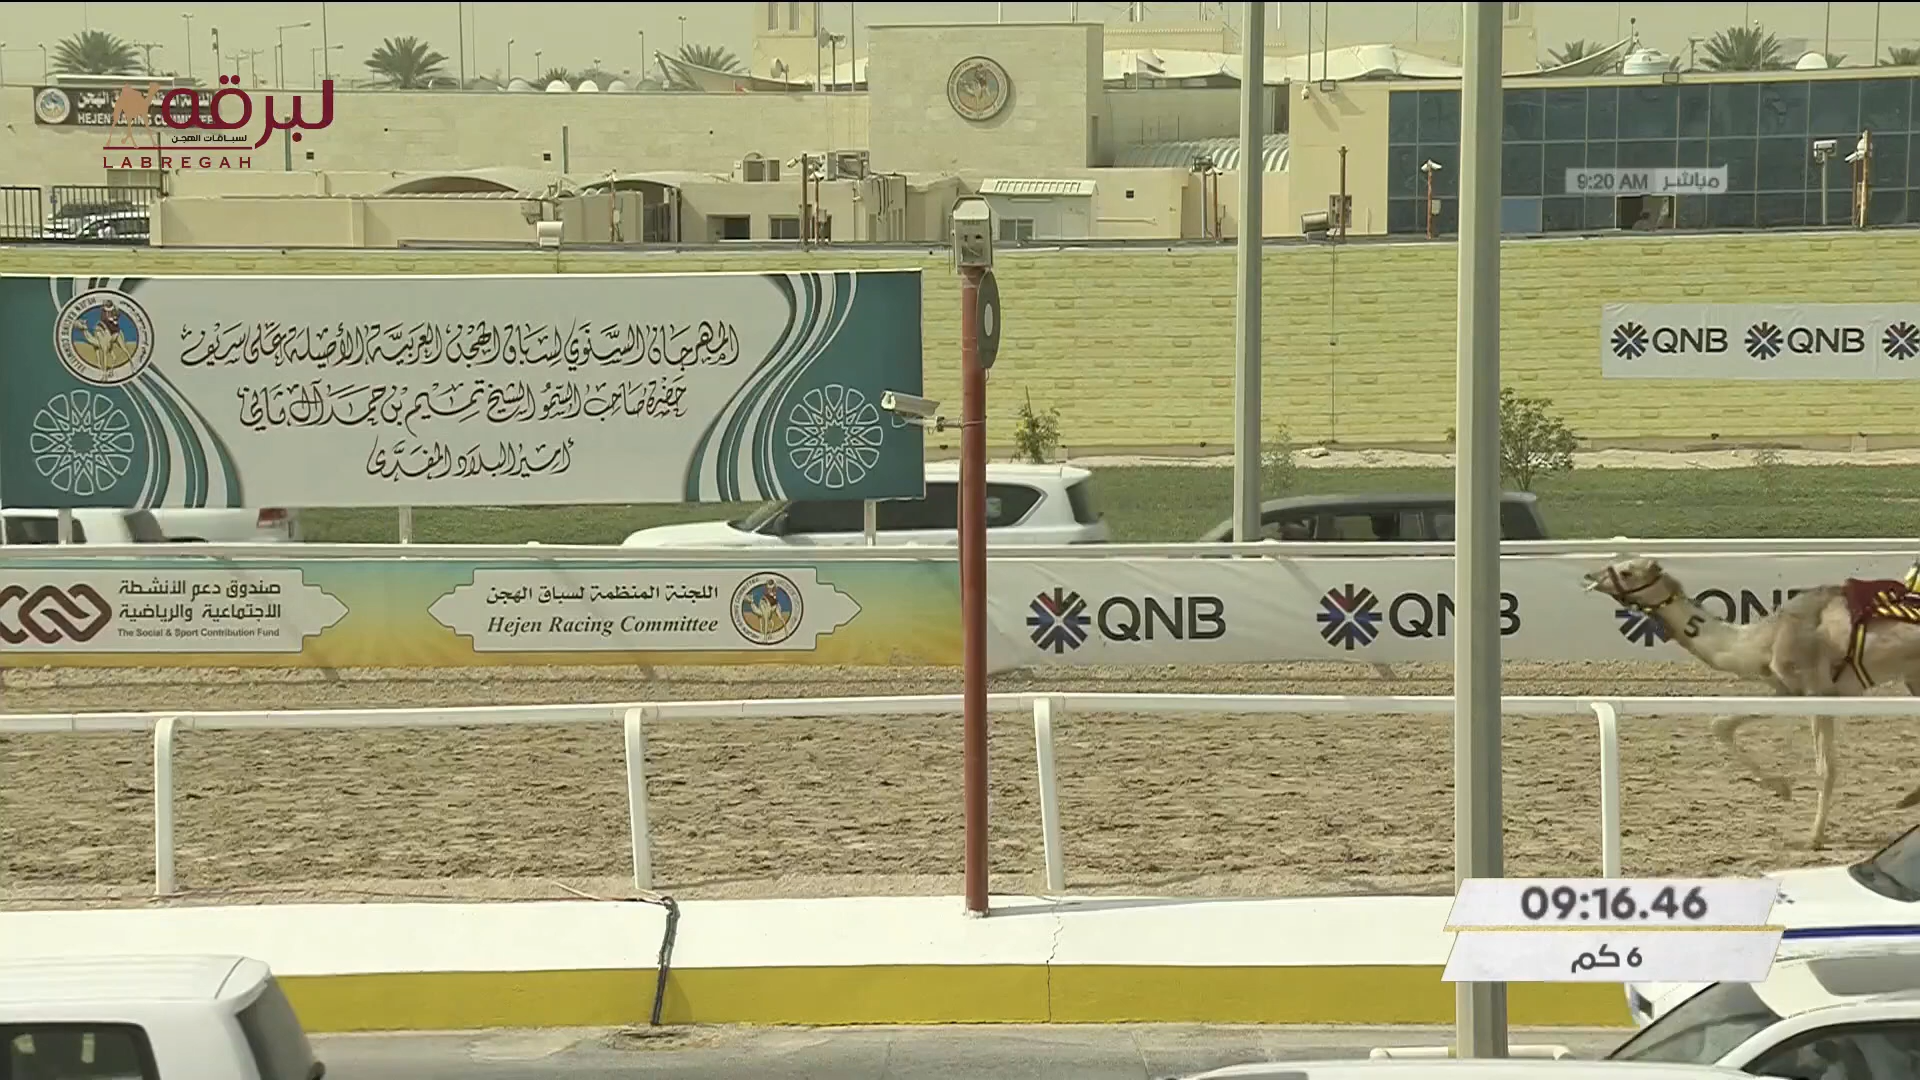 لبرقه
لسباقات الهجن
LABREGAH
HEJEN RACING COMMITTEE
9:20 AM مباشر
المهرجان السنوي لسباق الهجن العربية الأصيلة على سيف
حضرة صاحب السمو الشيخ تميم بن حمد آل ثاني
أمير البلاد المفدى
QNB QNB
صندوق دعم الأنشطة
الاجتماعية والرياضية
The Social & Sport Contribution Fund
اللجنة المنظمة لسباق الهجن
Hejen Racing Committee
QNB QNB QNB
5
09:16.46
6 كم